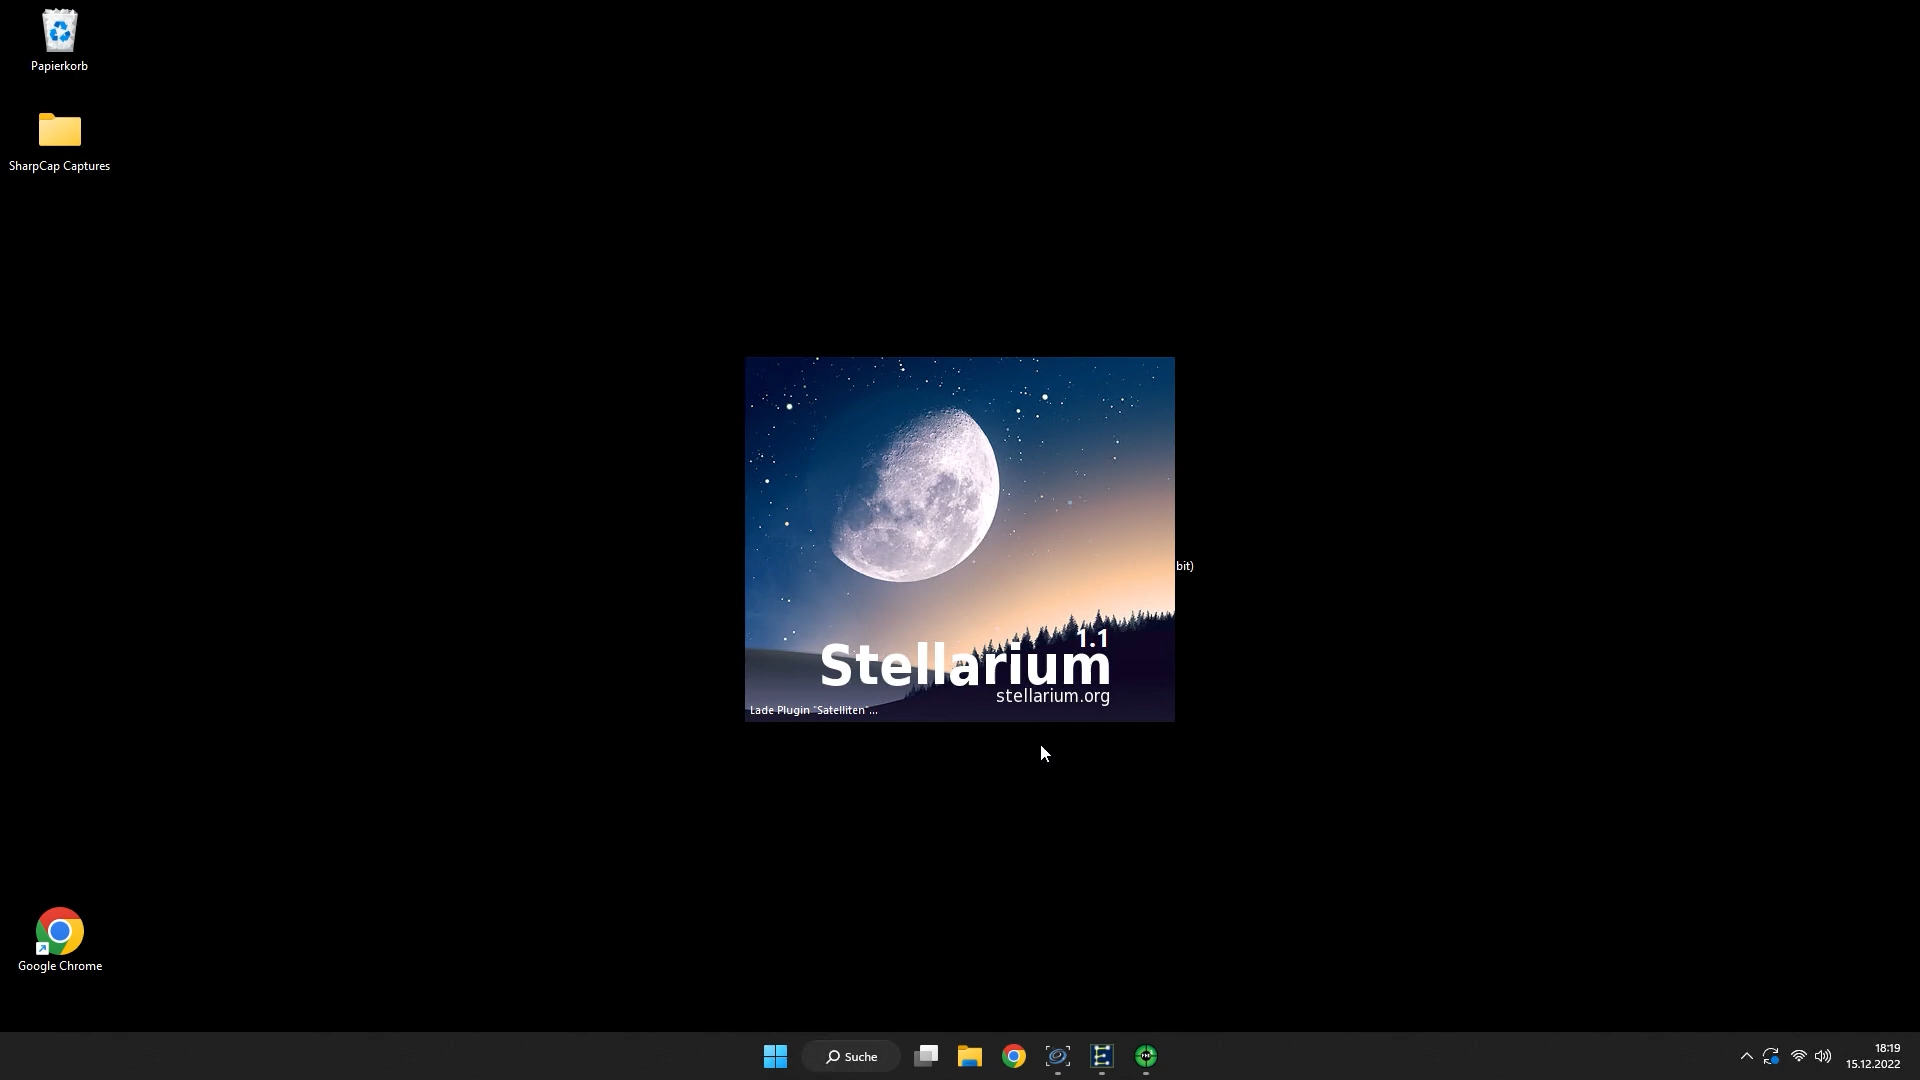 Papierkorb
SharpCap Captures
bit)
1.1
Stellarium
stellarium.org
Lade Plugin "Satelliten"...
Google Chrome
Suche
18:19
15.12.2022